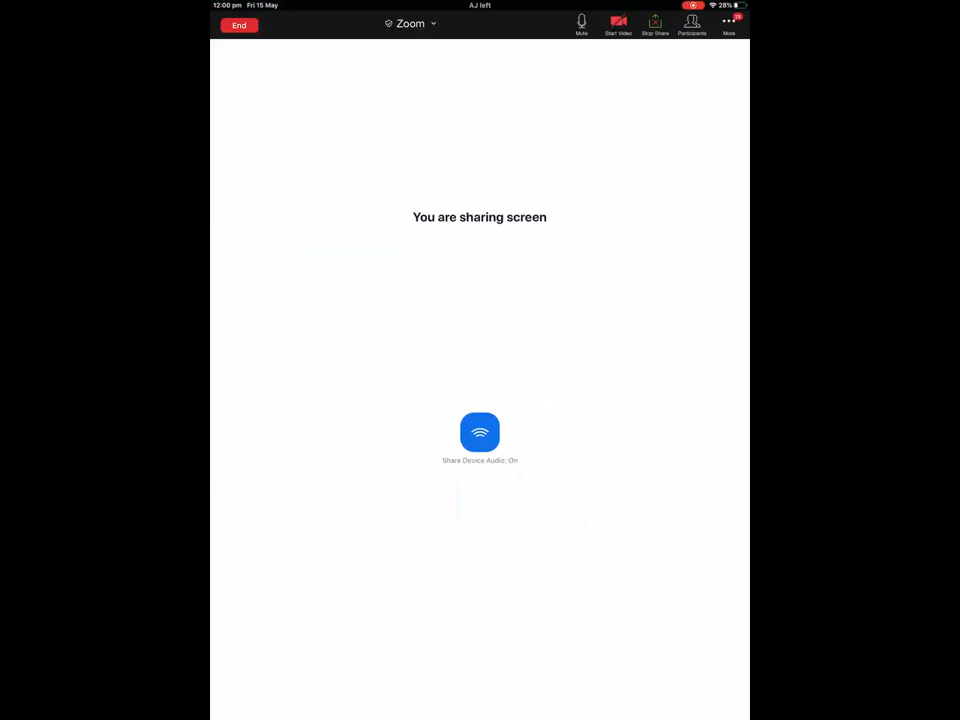 12:00 pm Fri 15 May
AJ left
28%
End
Zoom
Mute
Start Video
Stop Share
Participants
More
You are sharing screen
Share Device Audio: On